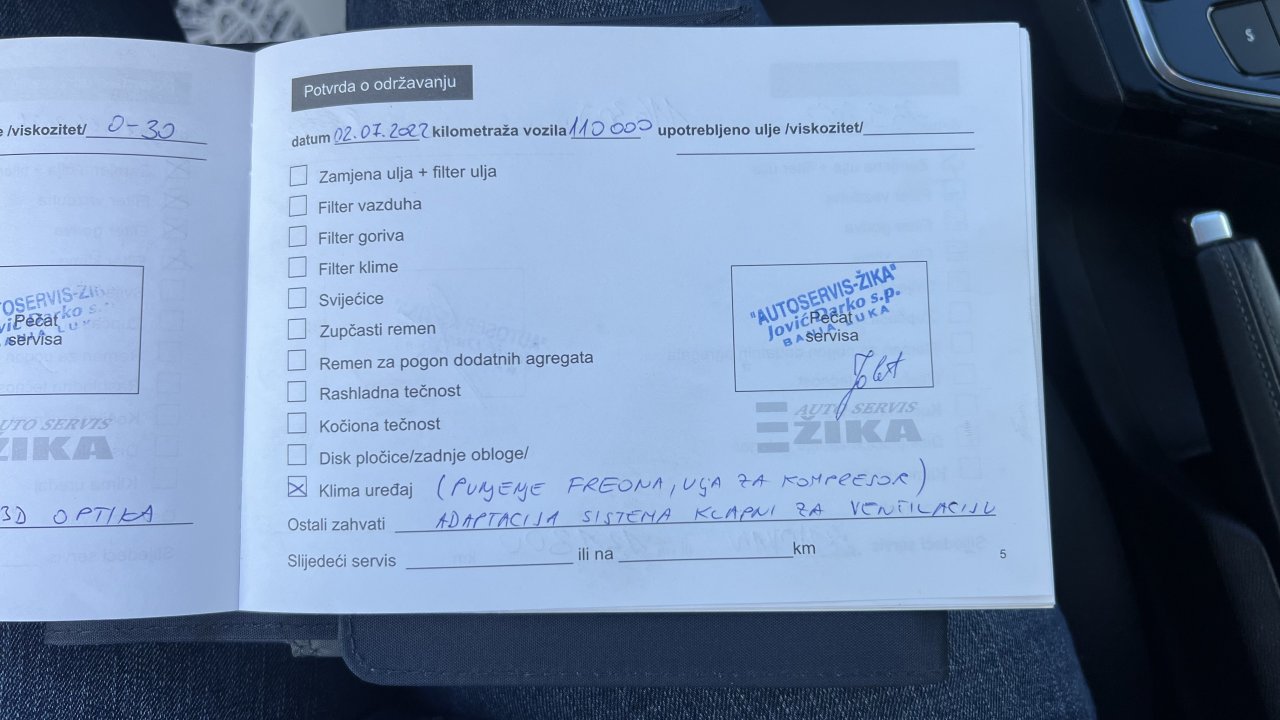 e /viskozitet/ 0-30
AUTOSERVIS-ŽIKA
Pečat
servisa
AUTO SERVIS
ŽIKA
3D OPTIKA
Potvrda o održavanju
datum 02.07.2022 kilometraža vozila 110 000 upotrebljeno ulje /viskozitet/
Zamjena ulja + filter ulja
Filter vazduha
Filter goriva
Filter klime
Svijećice
Zupčasti remen
Remen za pogon dodatnih agregata
Rashladna tečnost
Kočiona tečnost
Disk pločice/zadnje obloge/
Klima uređaj (PUNJENJE FREONA, ULJA ZA KOMPRESOR)
Ostali zahvati ADAPTACIJA SISTEMA KLAPNI ZA VENTILACIJU
Slijedeći servis ili na km
"AUTOSERVIS-ŽIKA"
Jović Darko s.p.
BANJA LUKA
Pečat
servisa
AUTO SERVIS
ŽIKA
5
S